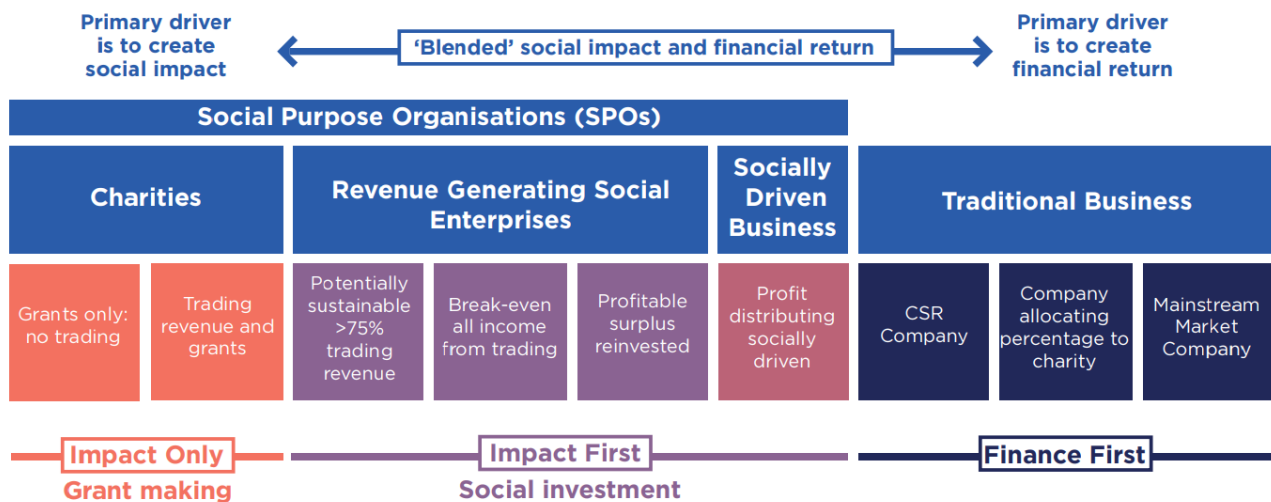 Primary driver
is to create
social impact
‘Blended’ social impact and financial return
Primary driver
is to create
financial return
Social Purpose Organisations (SPOs)
Charities
Revenue Generating Social
Enterprises
Socially
Driven
Business
Traditional Business
Grants only:
no trading
Trading
revenue and
grants
Potentially
sustainable
>75%
trading
revenue
Break-even
all income
from trading
Profitable
surplus
reinvested
Profit
distributing
socially
driven
CSR
Company
Company
allocating
percentage to
charity
Mainstream
Market
Company
Impact Only
Grant making
Impact First
Social investment
Finance First